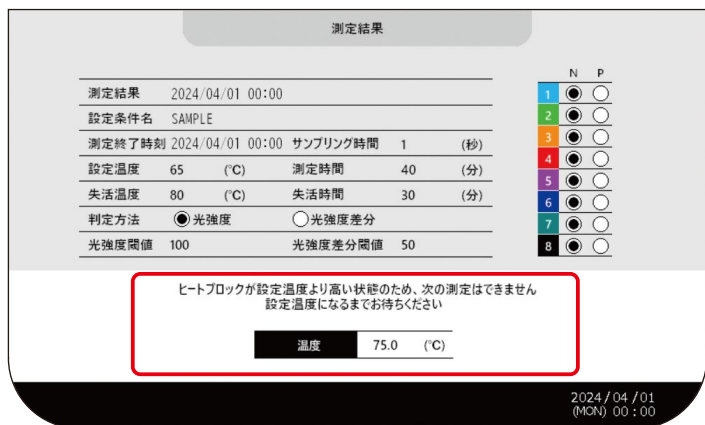 測定結果
N P
測定結果 2024/04/01 00:00
設定条件名 SAMPLE
測定終了時刻 2024/04/01 00:00 サンプリング時間 1 (秒)
設定温度 65 (℃) 測定時間 40 (分)
失活温度 80 (℃) 失活時間 30 (分)
判定方法 光強度 光強度差分
光強度閾値 100 光強度差分閾値 50
1
2
3
4
5
6
7
8
ヒートブロックが設定温度より高い状態のため、次の測定はできません
設定温度になるまでお待ちください
温度 75.0 (℃)
2024/04/01
(MON) 00:00